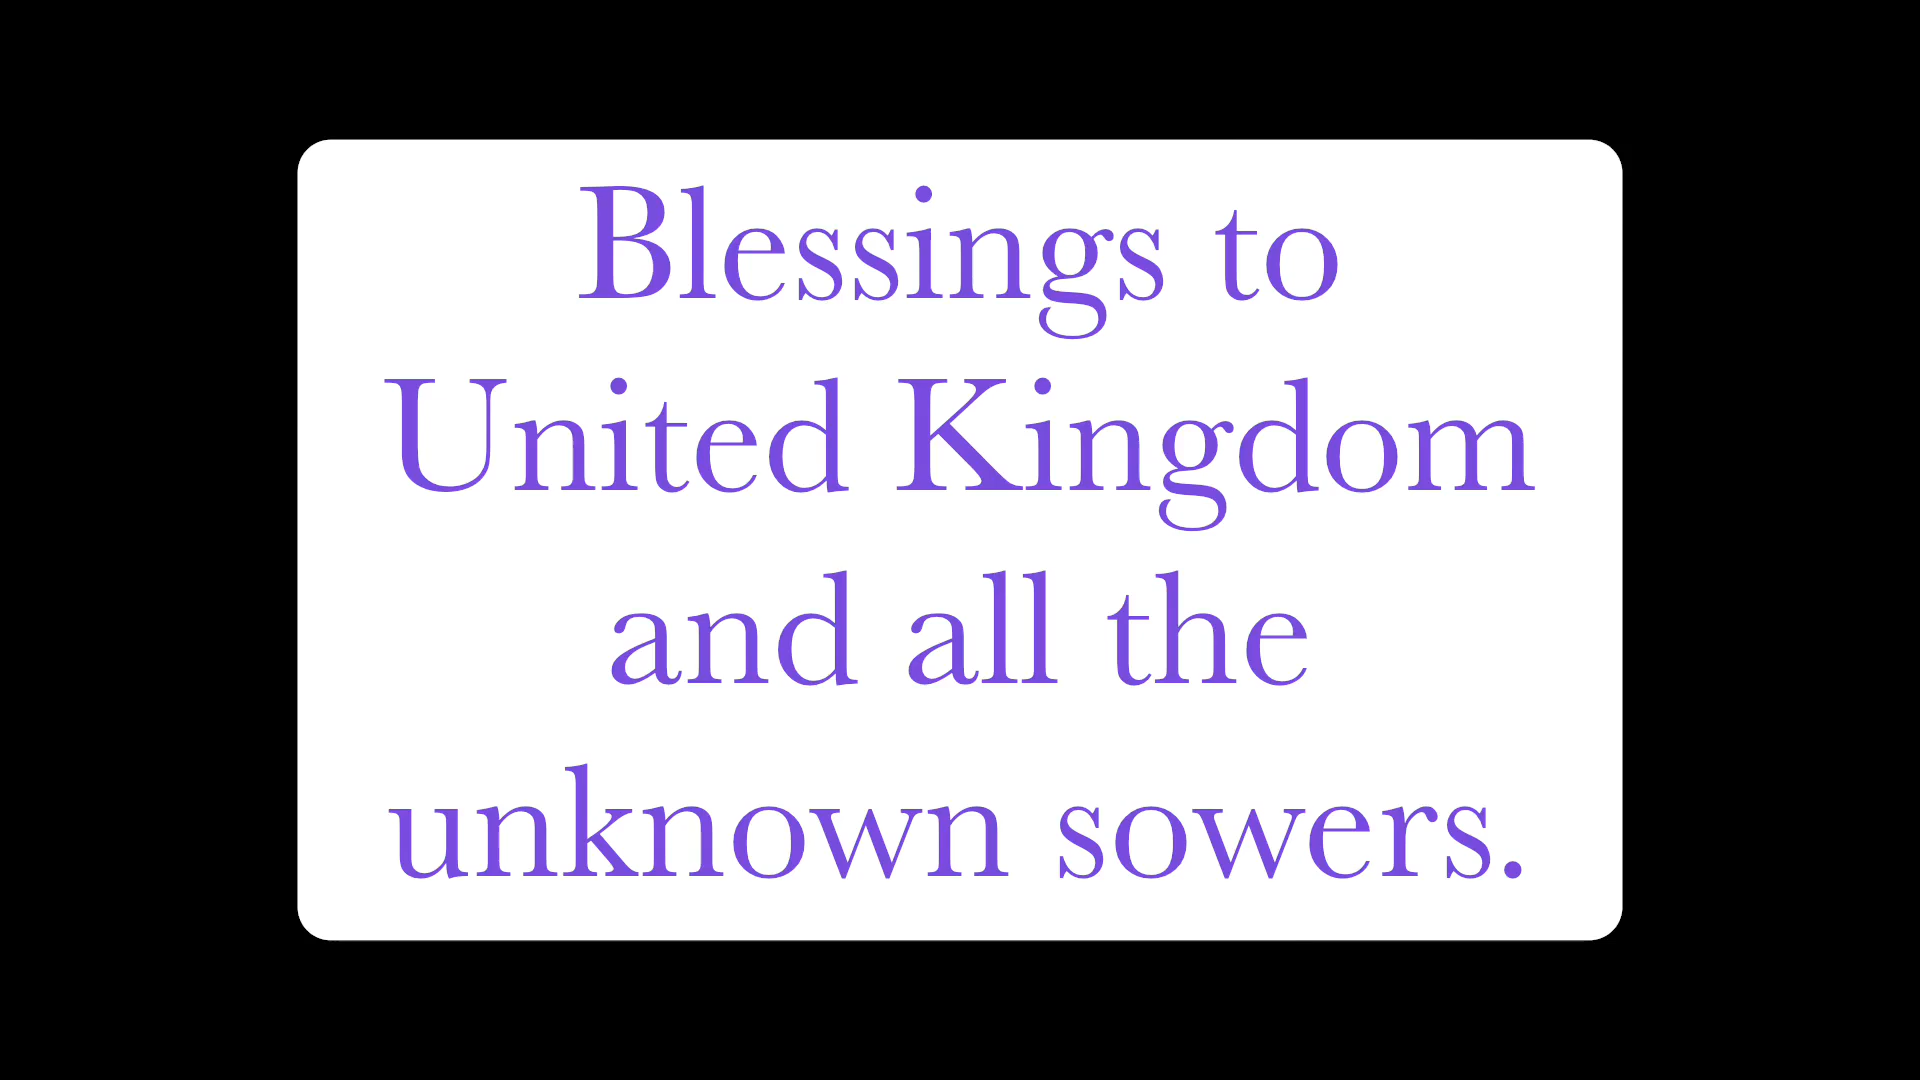 Blessings to
United Kingdom
and all the
unknown sowers.